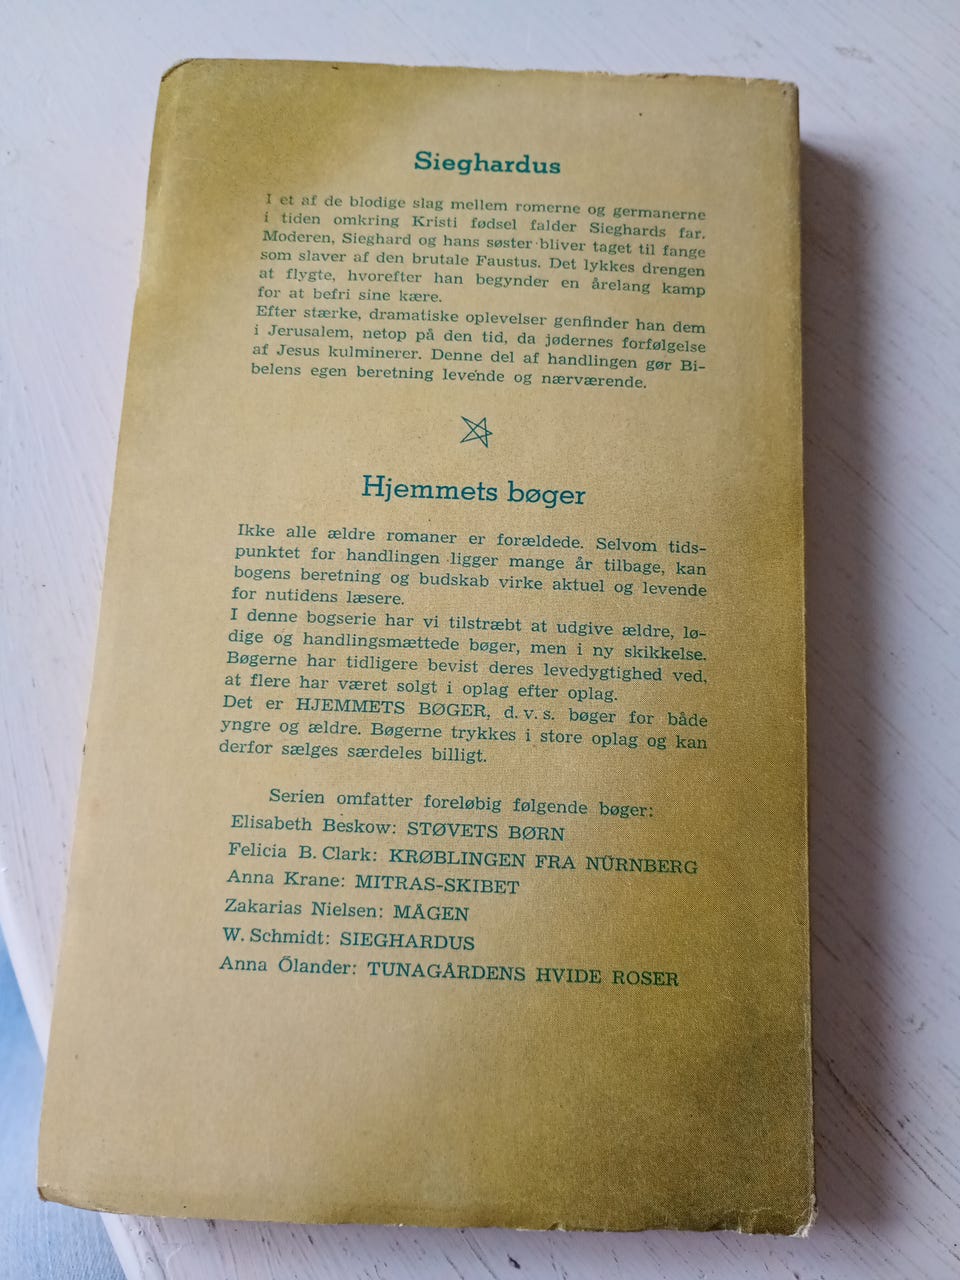 Sieghardus
I et af de blodige slag mellem romerne og germanerne
i tiden omkring Kristi fødsel falder Sieghards far.
Moderen, Sieghard og hans søster bliver taget til fange
som slaver af den brutale Faustus. Det lykkes drengen
at flygte, hvorefter han begynder en årelang kamp
for at befri sine kære.
Efter stærke, dramatiske oplevelser genfinder han dem
i Jerusalem, netop på den tid, da jødernes forfølgelse
af Jesus kulminerer. Denne del af handlingen gør Bi-
belens egen beretning levende og nærværende.
Hjemmets bøger
Ikke alle ældre romaner er forældede. Selvom tids-
punktet for handlingen ligger mange år tilbage, kan
bogens beretning og budskab virke aktuel og levende
for nutidens læsere.
I denne bogserie har vi tilstræbt at udgive ældre, lø-
dige og handlingsmættede bøger, men i ny skikkelse.
Bøgerne har tidligere bevist deres levedygtighed ved,
at flere har været solgt i oplag efter oplag.
Det er HJEMMETS BØGER, d. v. s. bøger for både
yngre og ældre. Bøgerne trykkes i store oplag og kan
derfor sælges særdeles billigt.
Serien omfatter foreløbig følgende bøger:
Elisabeth Beskow: STØVETS BØRN
Felicia B. Clark: KRØBLINGEN FRA NÜRNBERG
Anna Krane: MITRAS-SKIBET
Zakarias Nielsen: MÅGEN
W. Schmidt: SIEGHARDUS
Anna Ölander: TUNAGÅRDENS HVIDE ROSER